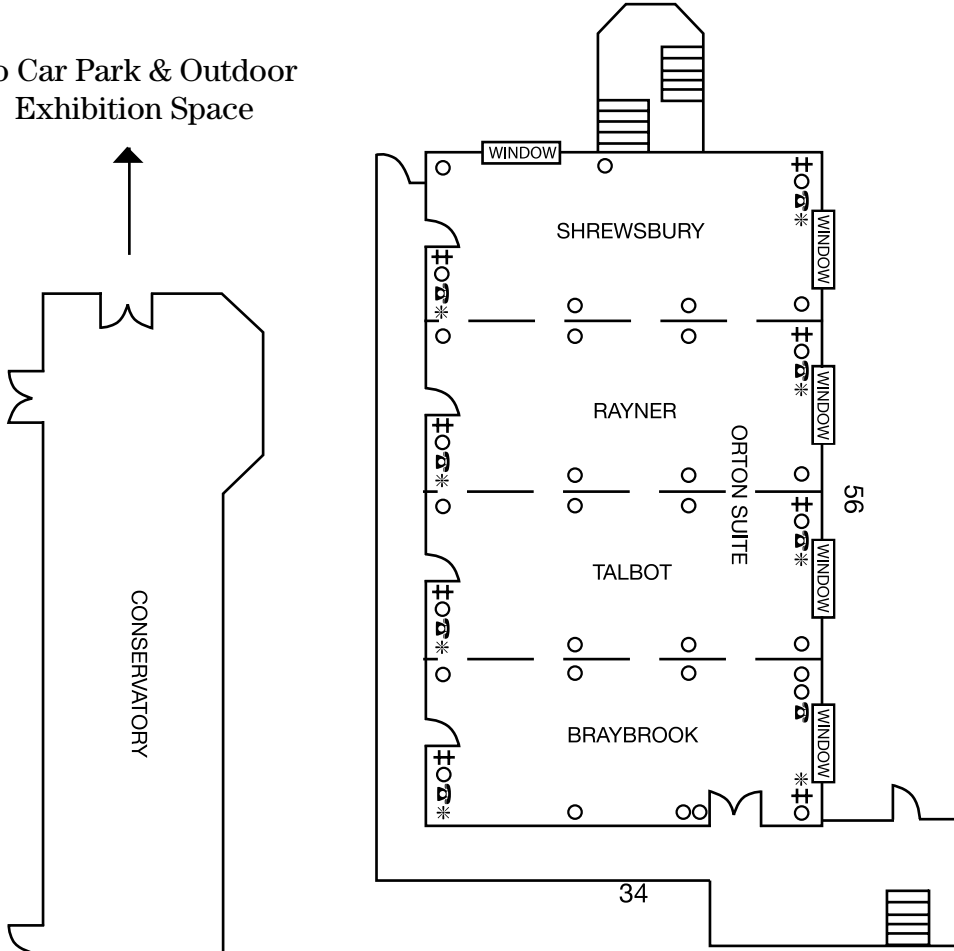 Car Park & Outdoor
Exhibition Space
WINDOW
SHREWSBURY
WINDOW
RAYNER
WINDOW
ORTON SUITE
56
TALBOT
WINDOW
CONSERVATORY
BRAYBROOK
WINDOW
34